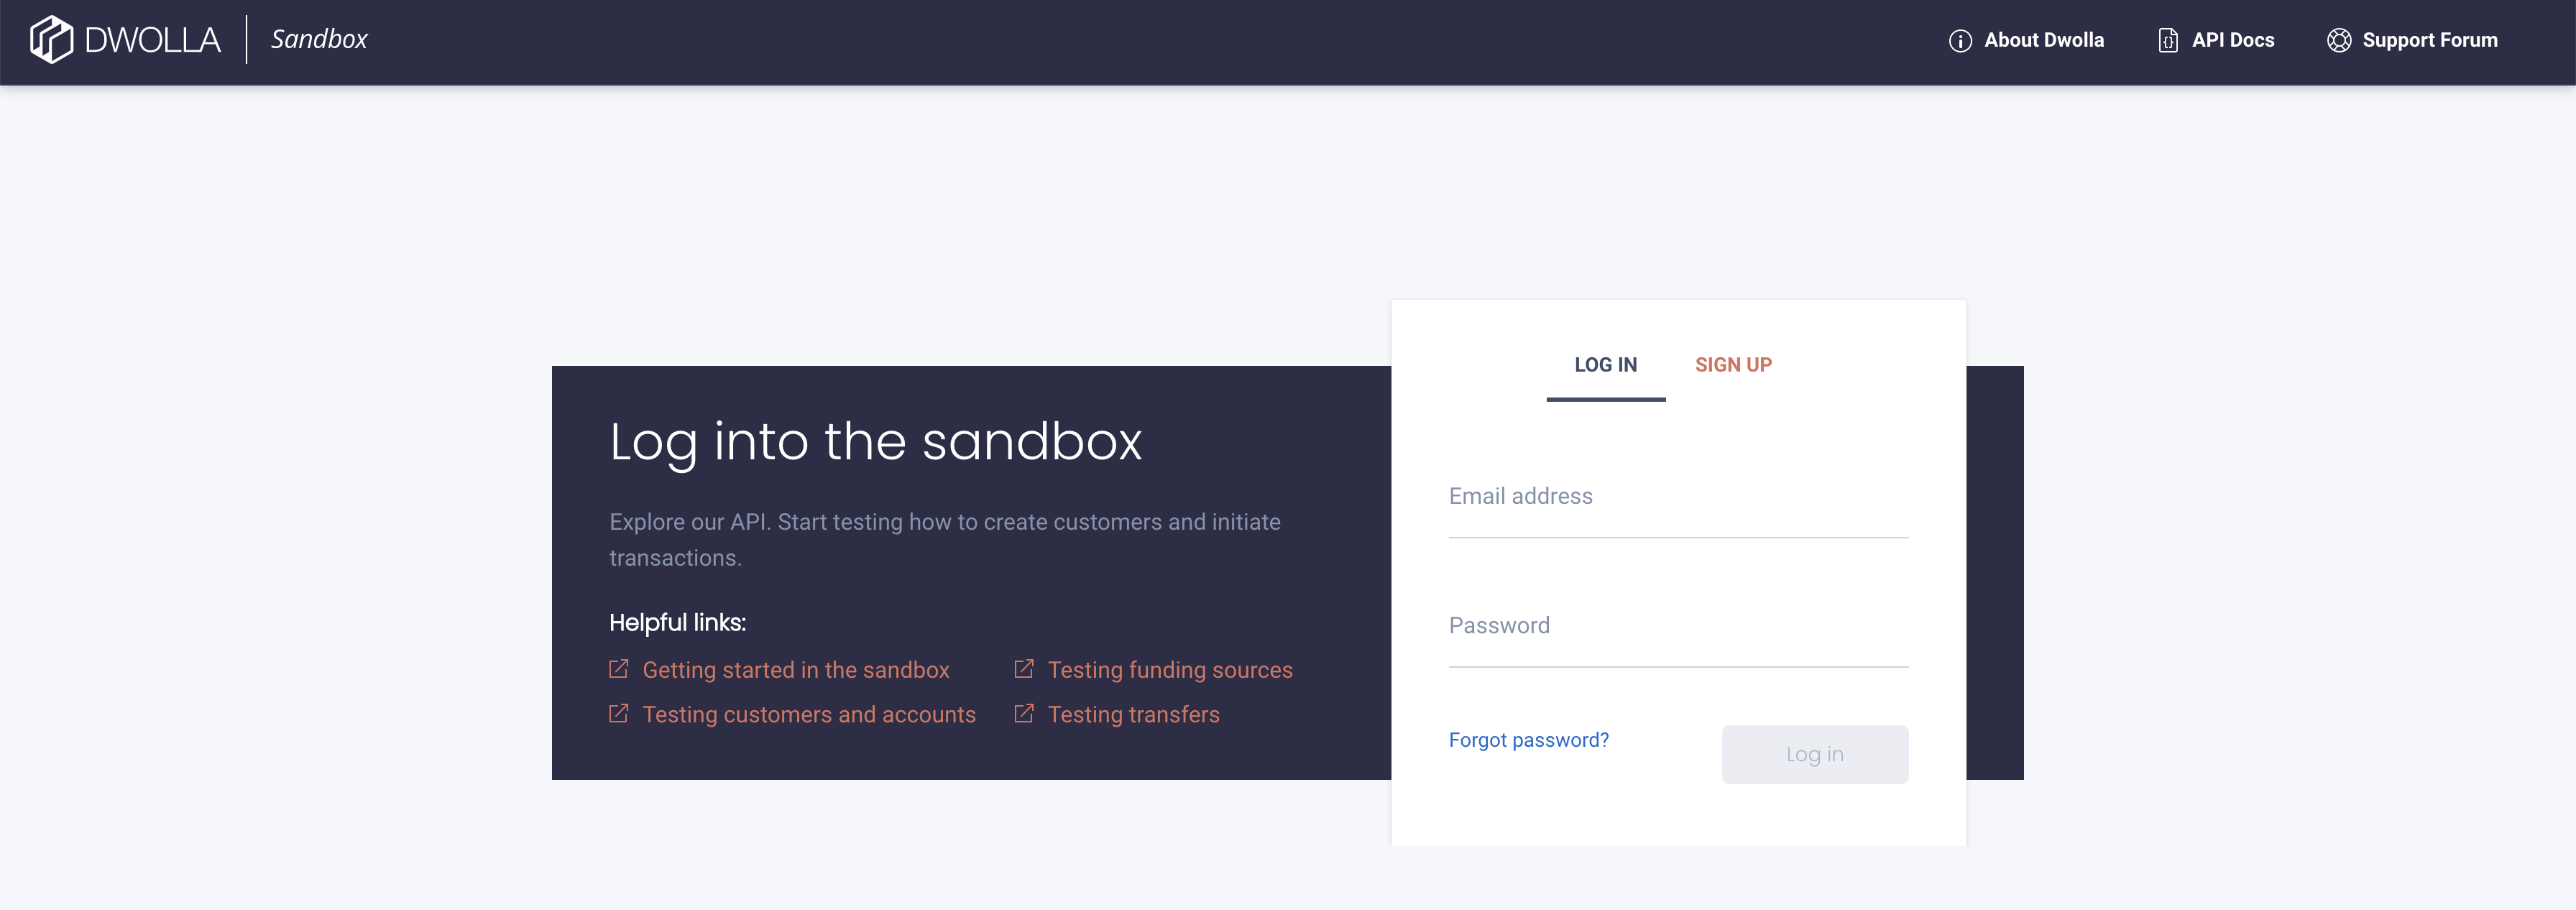 DWOLLA Sandbox About Dwolla API Docs Support Forum
LOG IN SIGN UP
Log into the sandbox
Explore our API. Start testing how to create customers and initiate
transactions.
Helpful links:
Getting started in the sandbox Testing funding sources
Testing customers and accounts Testing transfers
Email address
Password
Forgot password? Log in